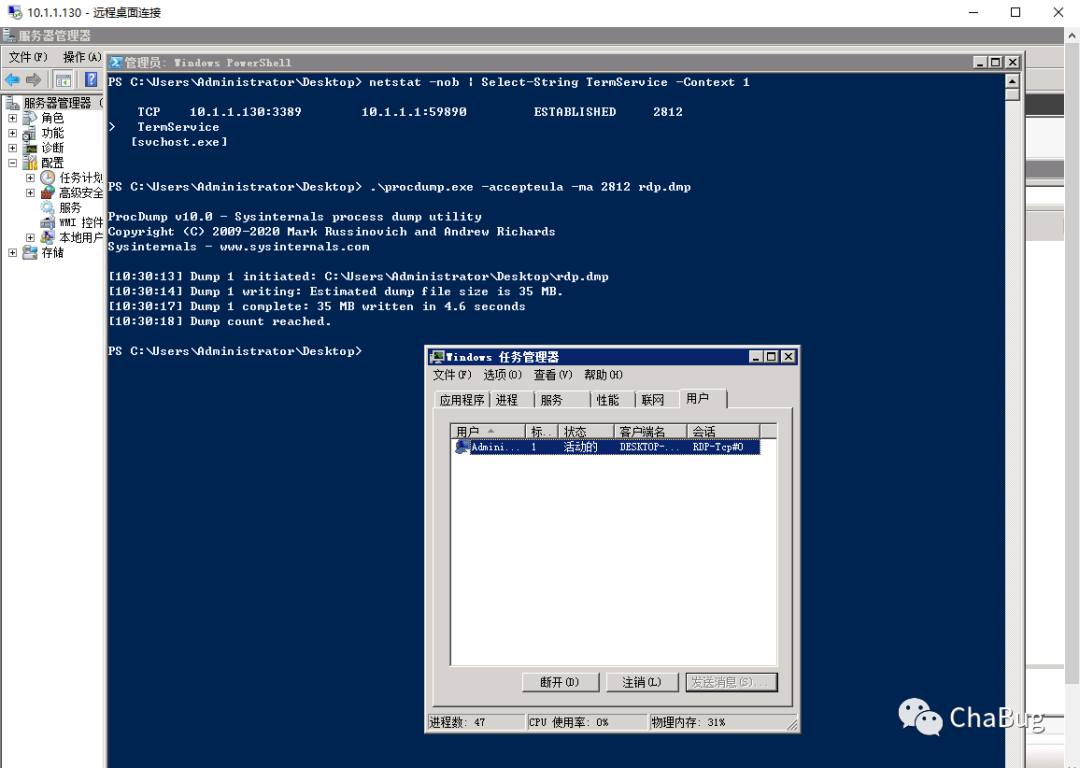 10.1.1.130 - 远程桌面连接
服务器管理器
文件(F) 操作(A)
服务器管理器 (
角色
功能
诊断
配置
任务计划
高级安全
服务
WMI 控件
本地用户
存储
管理员: Windows PowerShell
PS C:\Users\Administrator\Desktop> netstat -nob | Select-String TermService -Context 1
TCP 10.1.1.130:3389 10.1.1.1:59890 ESTABLISHED 2812
> TermService
[svchost.exe]
PS C:\Users\Administrator\Desktop> .\procdump.exe -accepteula -ma 2812 rdp.dmp
ProcDump v10.0 - Sysinternals process dump utility
Copyright (C) 2009-2020 Mark Russinovich and Andrew Richards
Sysinternals - www.sysinternals.com
[10:30:13] Dump 1 initiated: C:\Users\Administrator\Desktop\rdp.dmp
[10:30:14] Dump 1 writing: Estimated dump file size is 35 MB.
[10:30:17] Dump 1 complete: 35 MB written in 4.6 seconds
[10:30:18] Dump count reached.
PS C:\Users\Administrator\Desktop>
Windows 任务管理器
文件(F) 选项(O) 查看(V) 帮助(H)
应用程序 进程 服务 性能 联网 用户
用户 标.. 状态 客户端名 会话
Admini... 1 活动的 DESKTOP-... RDP-Tcp#0
断开(D) 注销(L) 发送消息(S)...
进程数: 47 CPU 使用率: 0% 物理内存: 31%
ChaBug